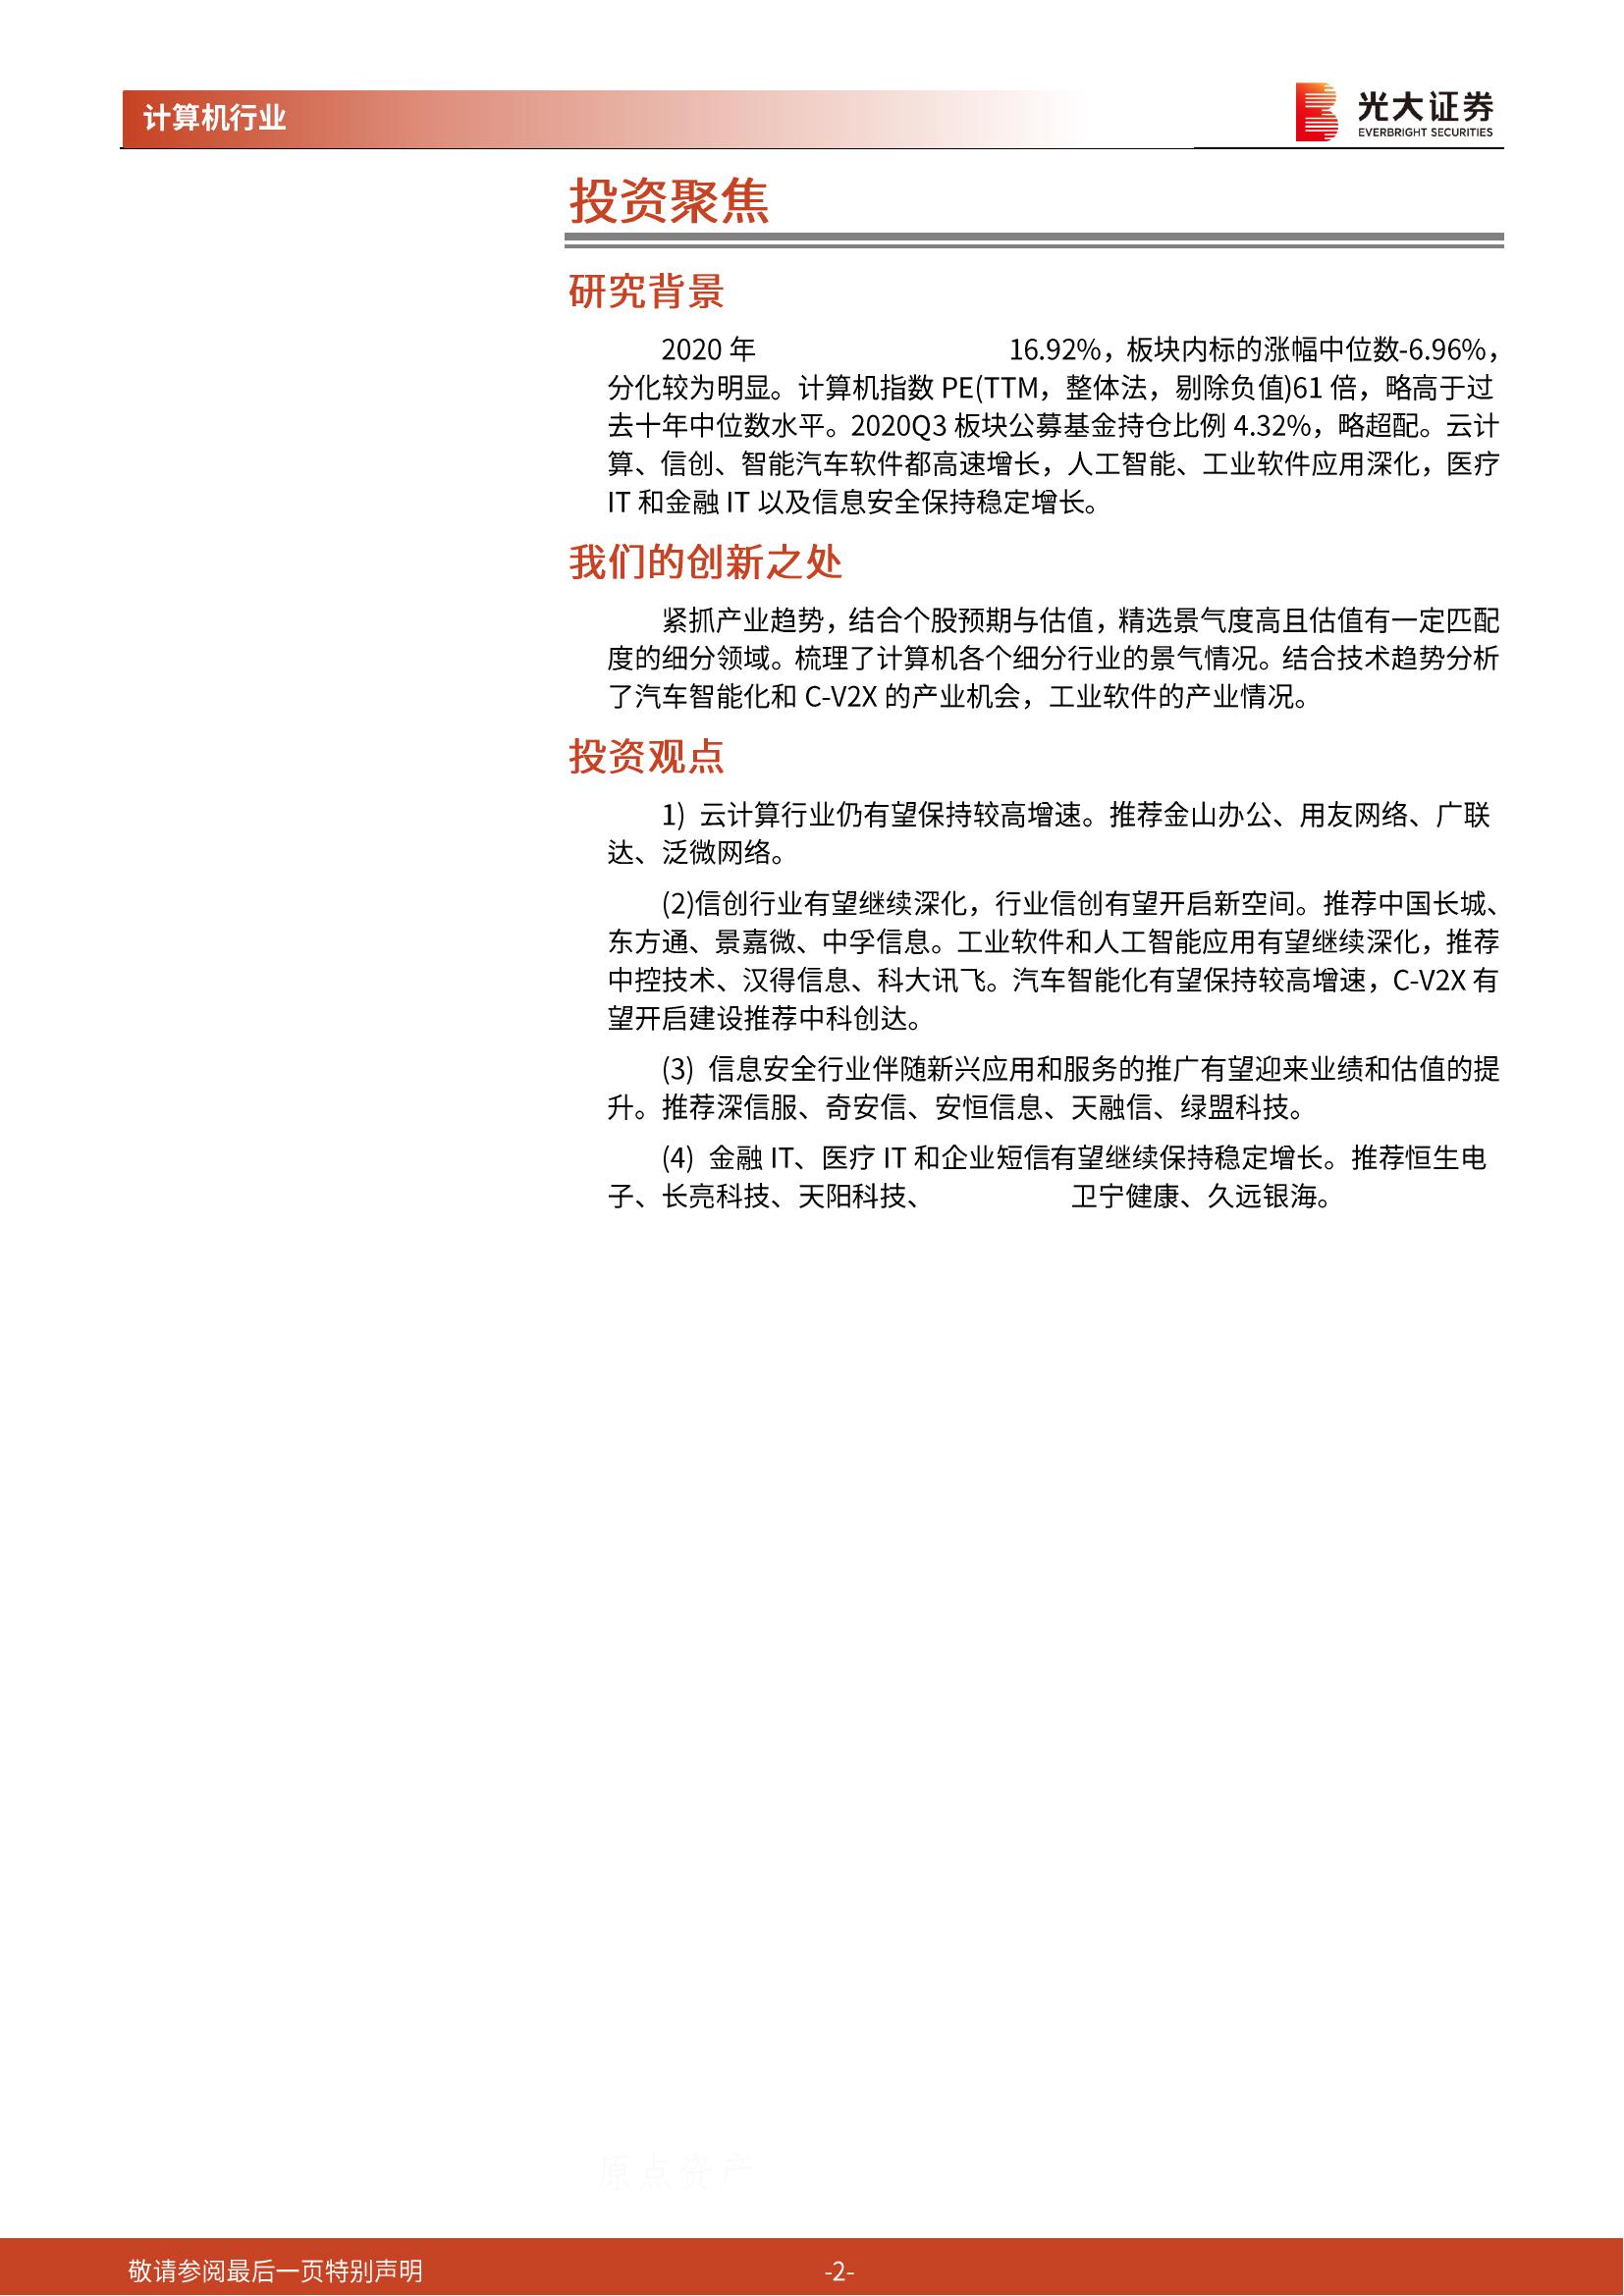 计算机行业
光大证券
EVERBRIGHT SECURITIES
投资聚焦
研究背景
2020 年 16.92%，板块内标的涨幅中位数-6.96%，
分化较为明显。计算机指数 PE(TTM，整体法，剔除负值)61 倍，略高于过
去十年中位数水平。2020Q3 板块公募基金持仓比例 4.32%，略超配。云计
算、信创、智能汽车软件都高速增长，人工智能、工业软件应用深化，医疗
IT 和金融 IT 以及信息安全保持稳定增长。
我们的创新之处
紧抓产业趋势，结合个股预期与估值，精选景气度高且估值有一定匹配
度的细分领域。梳理了计算机各个细分行业的景气情况。结合技术趋势分析
了汽车智能化和 C-V2X 的产业机会，工业软件的产业情况。
投资观点
1) 云计算行业仍有望保持较高增速。推荐金山办公、用友网络、广联
达、泛微网络。
(2)信创行业有望继续深化，行业信创有望开启新空间。推荐中国长城、
东方通、景嘉微、中孚信息。工业软件和人工智能应用有望继续深化，推荐
中控技术、汉得信息、科大讯飞。汽车智能化有望保持较高增速，C-V2X 有
望开启建设推荐中科创达。
(3) 信息安全行业伴随新兴应用和服务的推广有望迎来业绩和估值的提
升。推荐深信服、奇安信、安恒信息、天融信、绿盟科技。
(4) 金融 IT、医疗 IT 和企业短信有望继续保持稳定增长。推荐恒生电
子、长亮科技、天阳科技、 卫宁健康、久远银海。
原点资产
敬请参阅最后一页特别声明
-2-